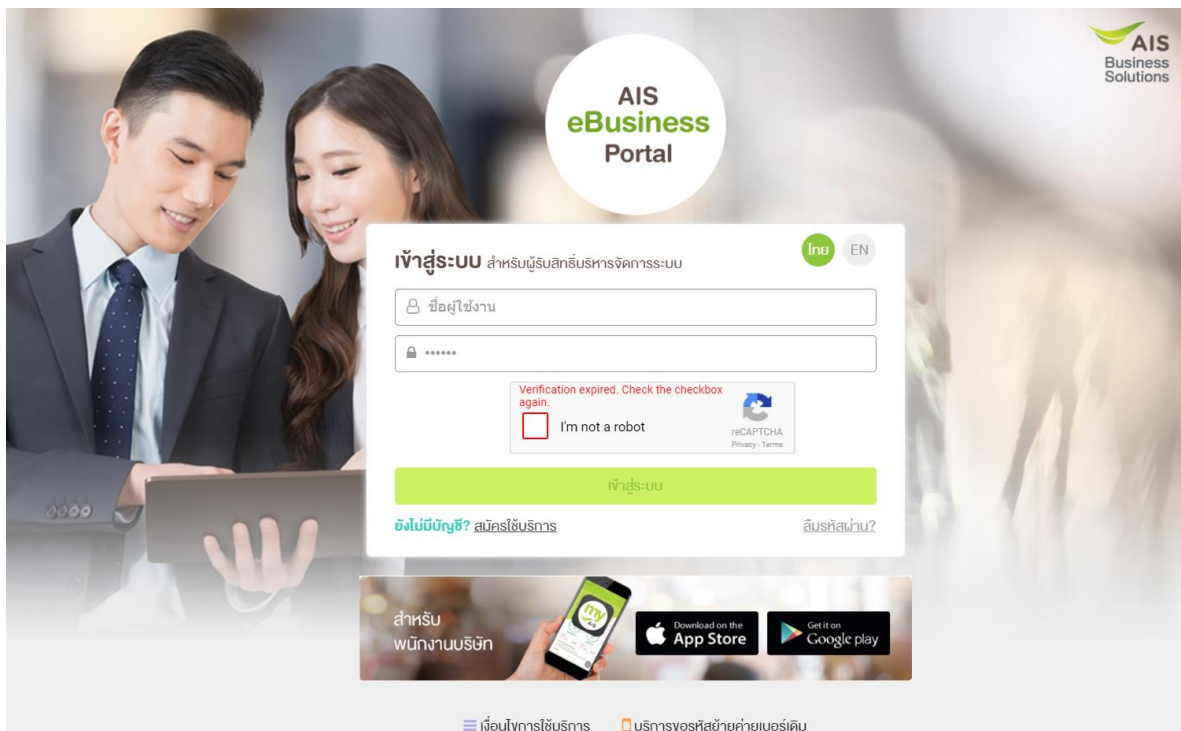 AIS
Business
Solutions
AIS
eBusiness
Portal
เข้าสู่ระบบ สำหรับผู้รับสิทธิ์บริหารจัดการระบบ
ไทย EN
ชื่อผู้ใช้งาน
••••••
Verification expired. Check the checkbox
again.
I'm not a robot
reCAPTCHA
Privacy - Terms
เข้าสู่ระบบ
ยังไม่มีบัญชี? สมัครใช้บริการ
ลืมรหัสผ่าน?
สำหรับ
พนักงานบริษัท
my
AIS
Download on the
App Store
Get it on
Google play
เงื่อนไขการใช้บริการ
บริการขอรหัสย้ายค่ายเบอร์เดิม